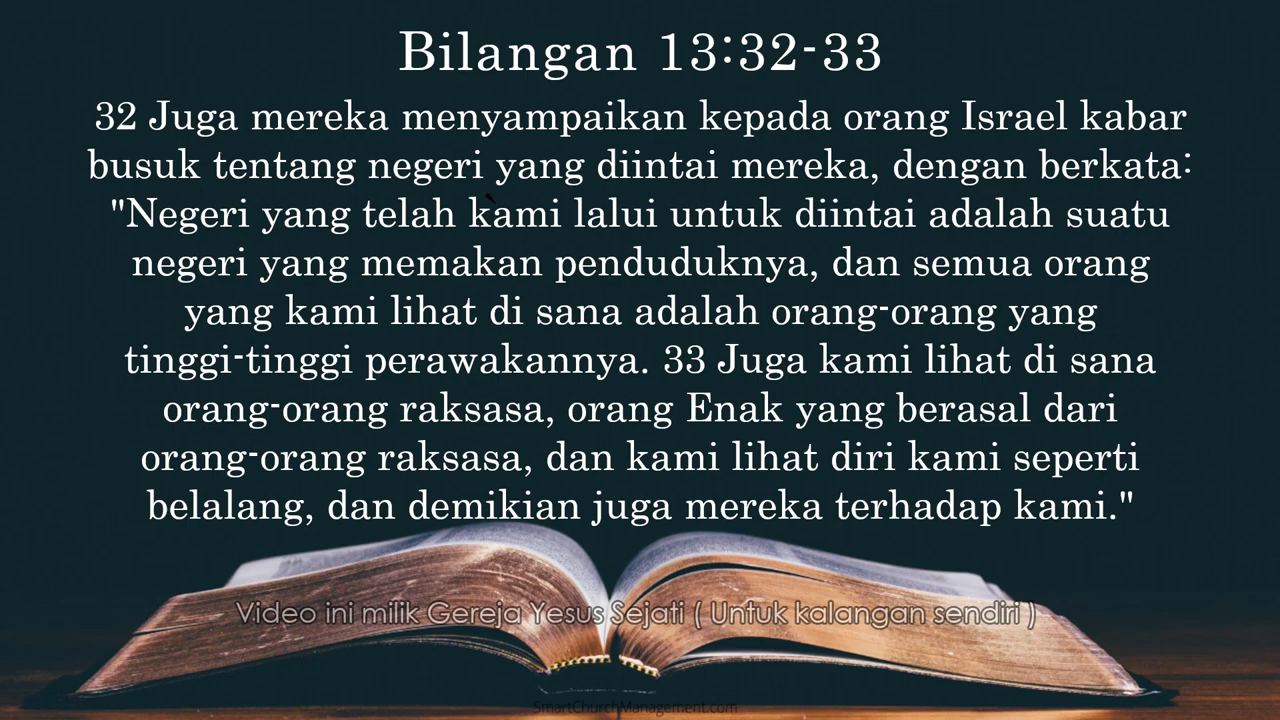 Bilangan 13:32-33
32 Juga mereka menyampaikan kepada orang Israel kabar
busuk tentang negeri yang diintai mereka, dengan berkata:
"Negeri yang telah kami lalui untuk diintai adalah suatu
negeri yang memakan penduduknya, dan semua orang
yang kami lihat di sana adalah orang-orang yang
tinggi-tinggi perawakannya. 33 Juga kami lihat di sana
orang-orang raksasa, orang Enak yang berasal dari
orang-orang raksasa, dan kami lihat diri kami seperti
belalang, dan demikian juga mereka terhadap kami."
Video ini milik Gereja Yesus Sejati ( Untuk kalangan sendiri )
SmartChurchManagement.com